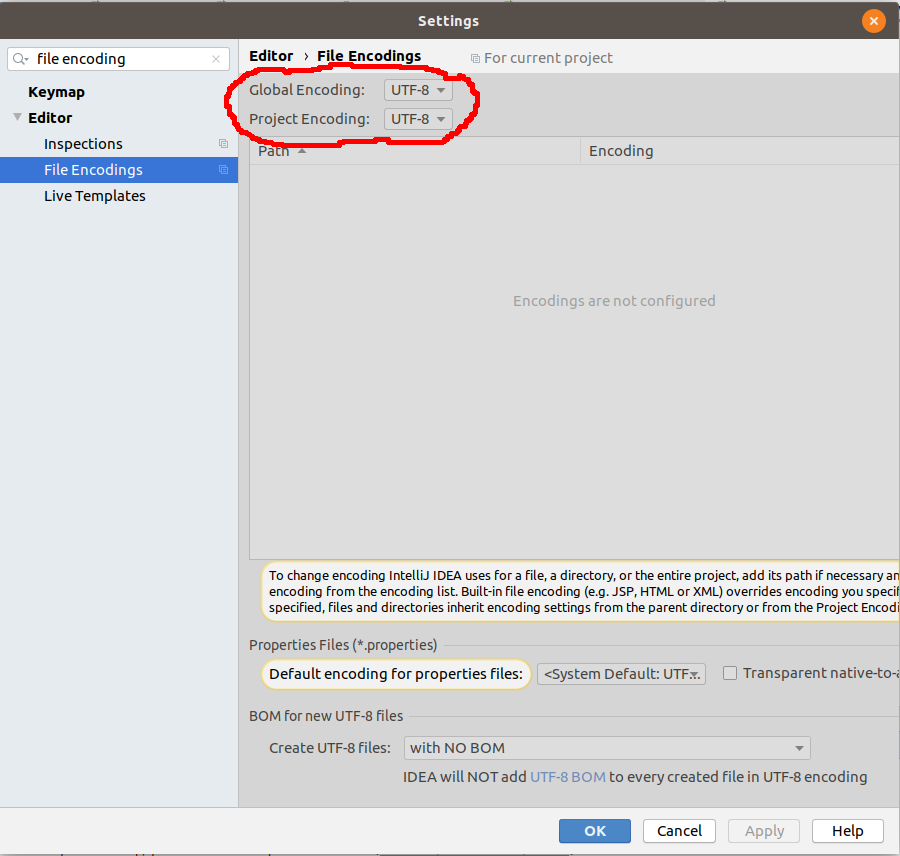 Settings
file encoding
Editor › File Encodings For current project
Keymap
Editor
Inspections
File Encodings
Live Templates
Global Encoding: UTF-8
Project Encoding: UTF-8
Path Encoding
Encodings are not configured
To change encoding IntelliJ IDEA uses for a file, a directory, or the entire project, add its path if necessary an
encoding from the encoding list. Built-in file encoding (e.g. JSP, HTML or XML) overrides encoding you specif
specified, files and directories inherit encoding settings from the parent directory or from the Project Encodi
Properties Files (*.properties)
Default encoding for properties files: <System Default: UTF... Transparent native-to-a
BOM for new UTF-8 files
Create UTF-8 files: with NO BOM
IDEA will NOT add UTF-8 BOM to every created file in UTF-8 encoding
OK Cancel Apply Help